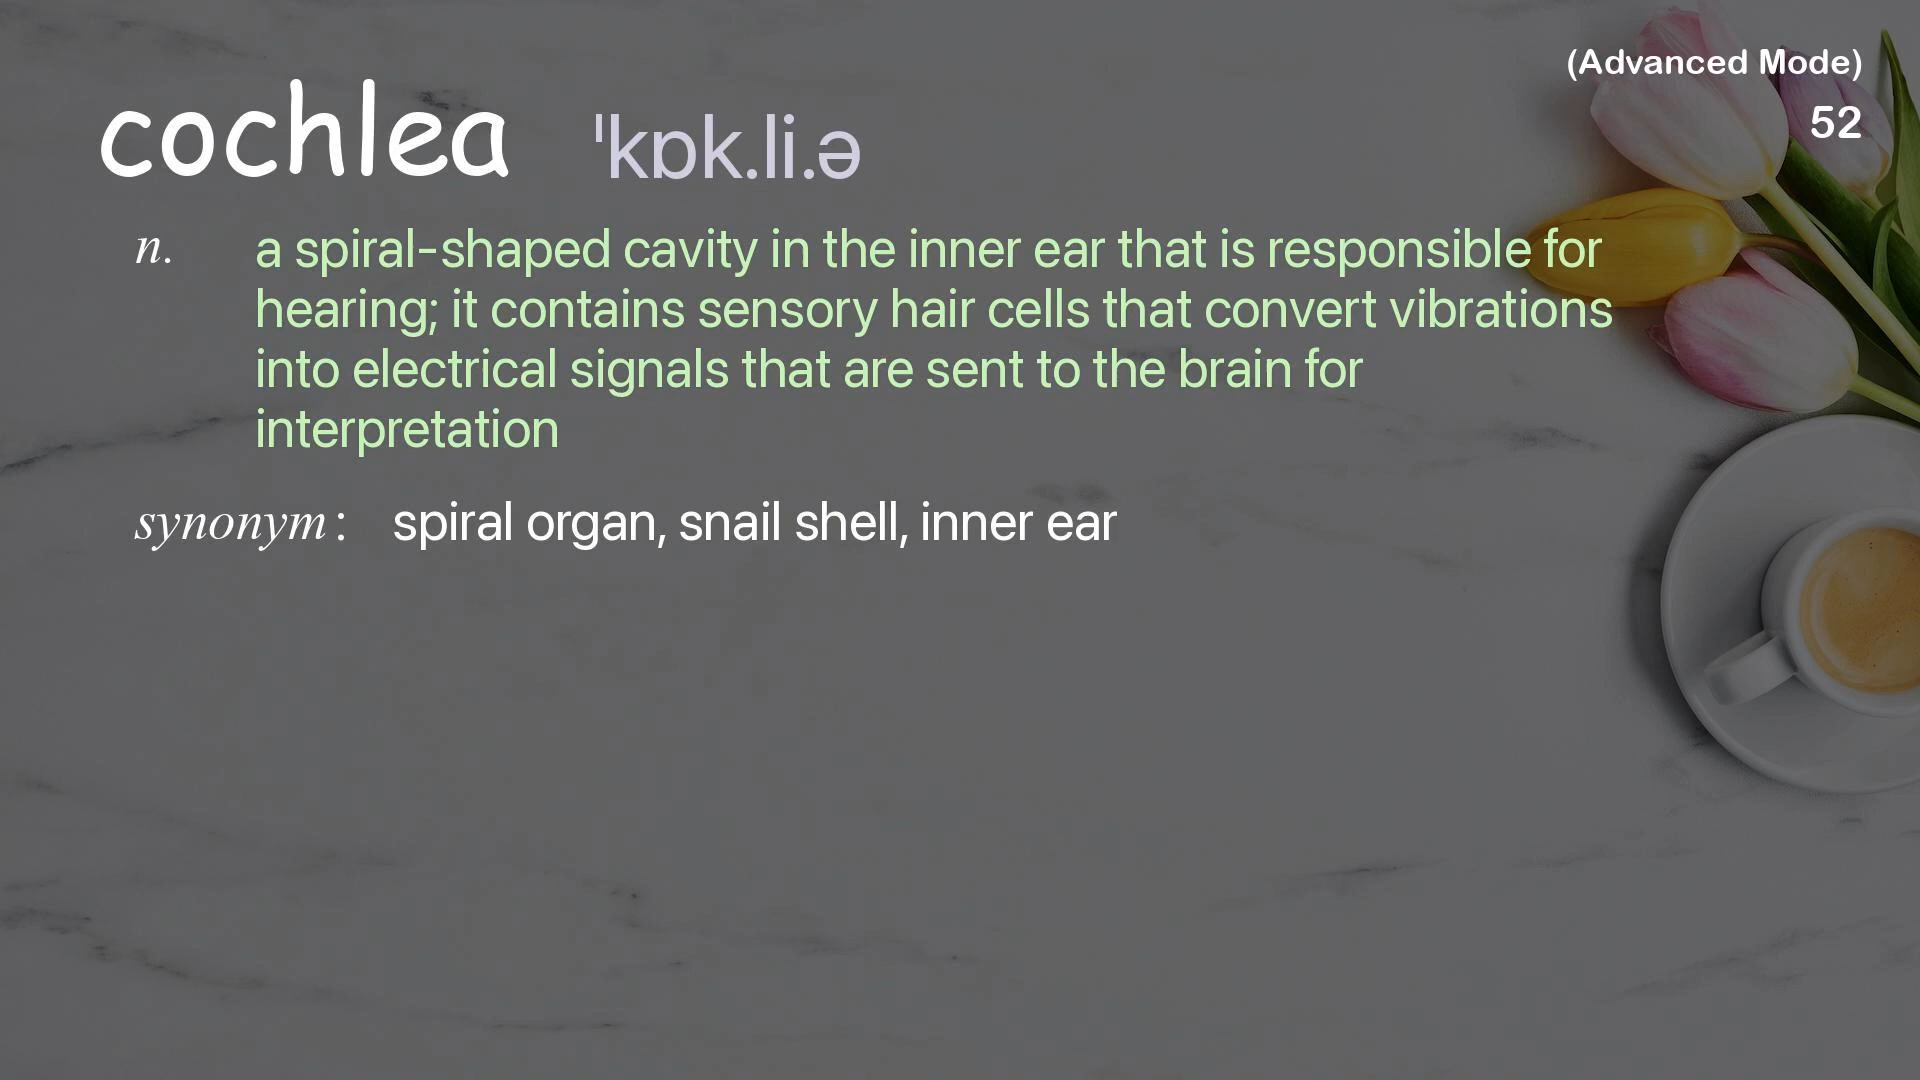 (Advanced Mode)
52
cochlea ˈkɒk.li.ə
n. a spiral-shaped cavity in the inner ear that is responsible for
hearing; it contains sensory hair cells that convert vibrations
into electrical signals that are sent to the brain for
interpretation
synonym: spiral organ, snail shell, inner ear